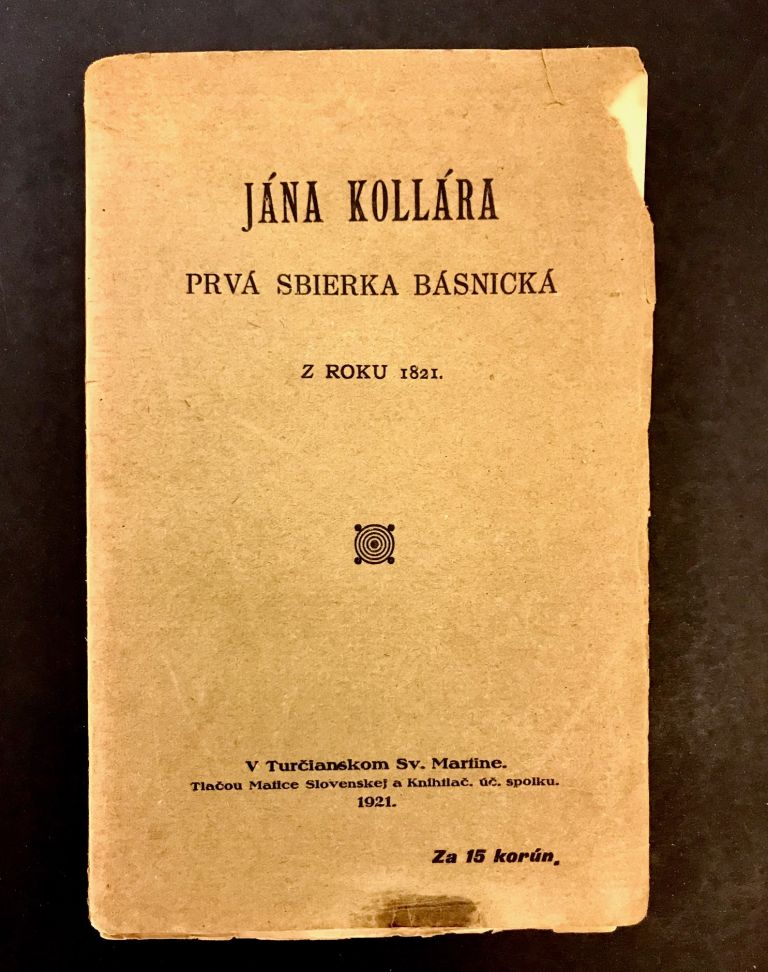 JÁNA KOLLÁRA
PRVÁ SBIERKA BÁSNICKÁ
Z ROKU 1821.
V Turčianskom Sv. Martine.
Tlačou Matice Slovenskej a Knihtlač. úč. spolku.
1921.
Za 15 korún.